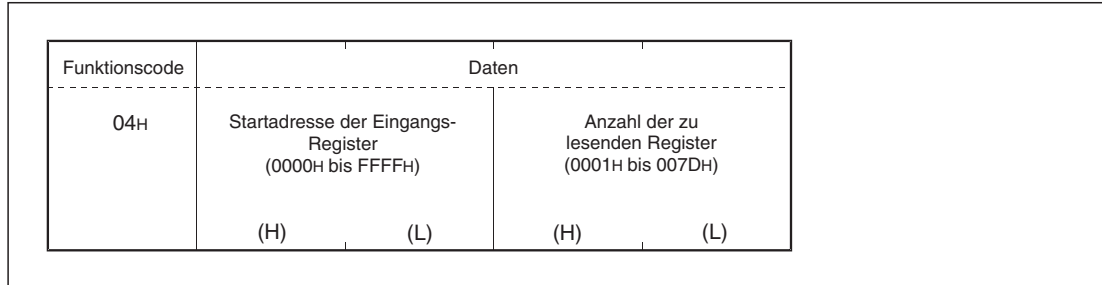 Funktionscode Daten
04H
Startadresse der Eingangs-
Register
(0000H bis FFFFH)
Anzahl der zu
lesenden Register
(0001H bis 007DH)
(H) (L) (H) (L)